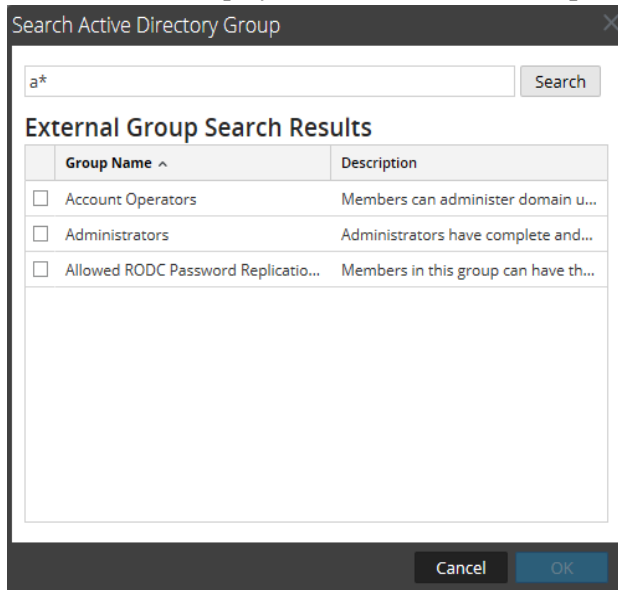 Search Active Directory Group
a*
Search
External Group Search Results
Group Name
Description
Account Operators
Members can administer domain u...
Administrators
Administrators have complete and...
Allowed RODC Password Replicatio...
Members in this group can have th...
Cancel
OK